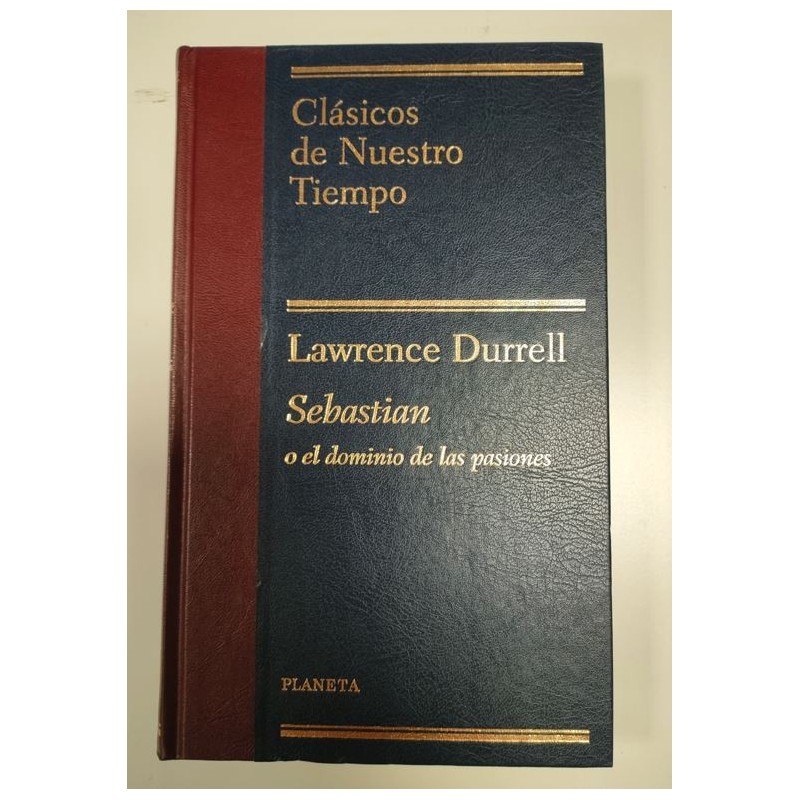 Clásicos
de Nuestro
Tiempo
Lawrence Durrell
Sebastian
o el dominio de las pasiones
PLANETA